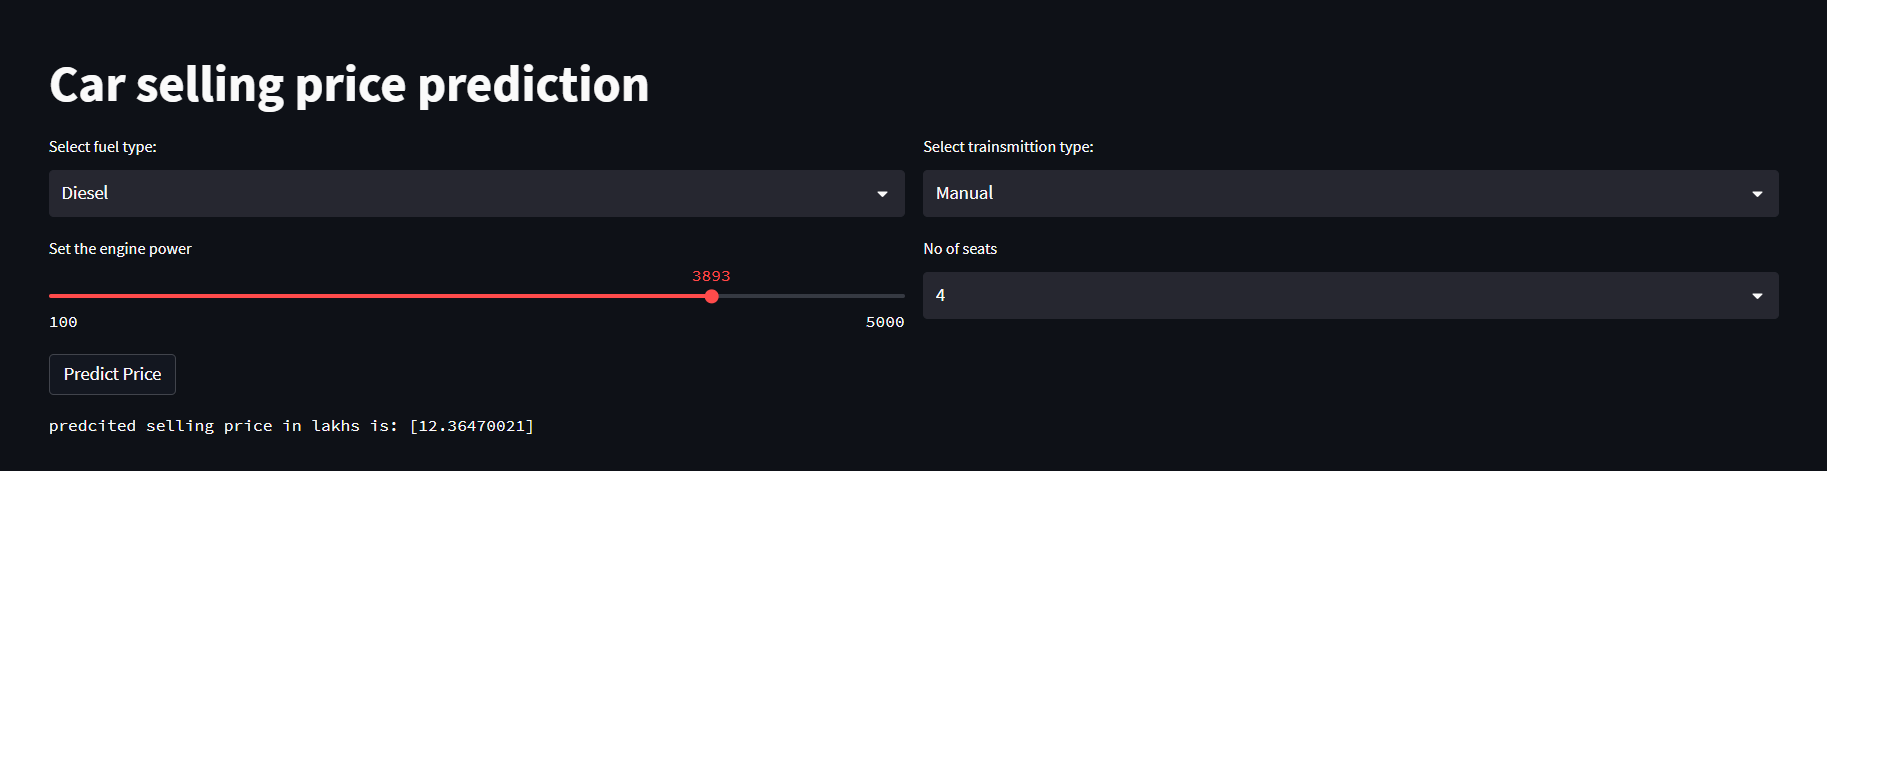 Car selling price prediction
Select fuel type:
Select trainsmittion type:
Diesel
Manual
Set the engine power
No of seats
3893
4
100
5000
Predict Price
predcited selling price in lakhs is: [12.36470021]